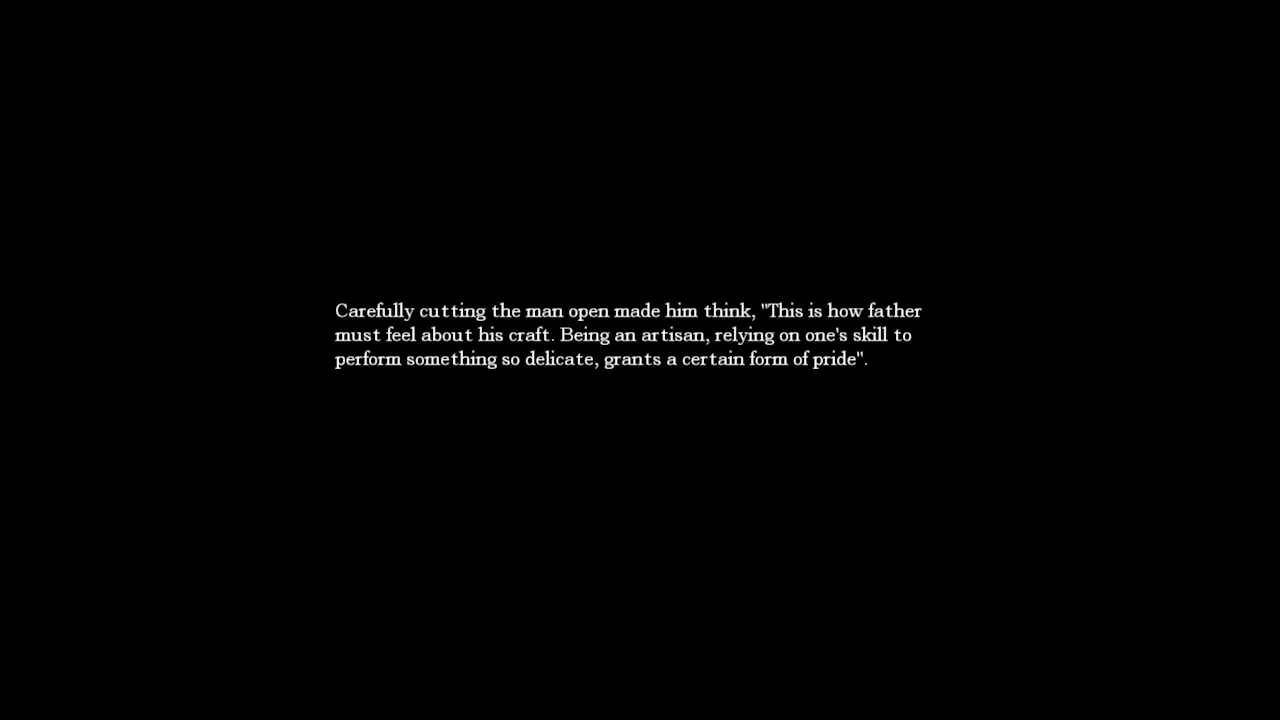 Carefully cutting the man open made him think, "This is how father
must feel about his craft. Being an artisan, relying on one's skill to
perform something so delicate, grants a certain form of pride".